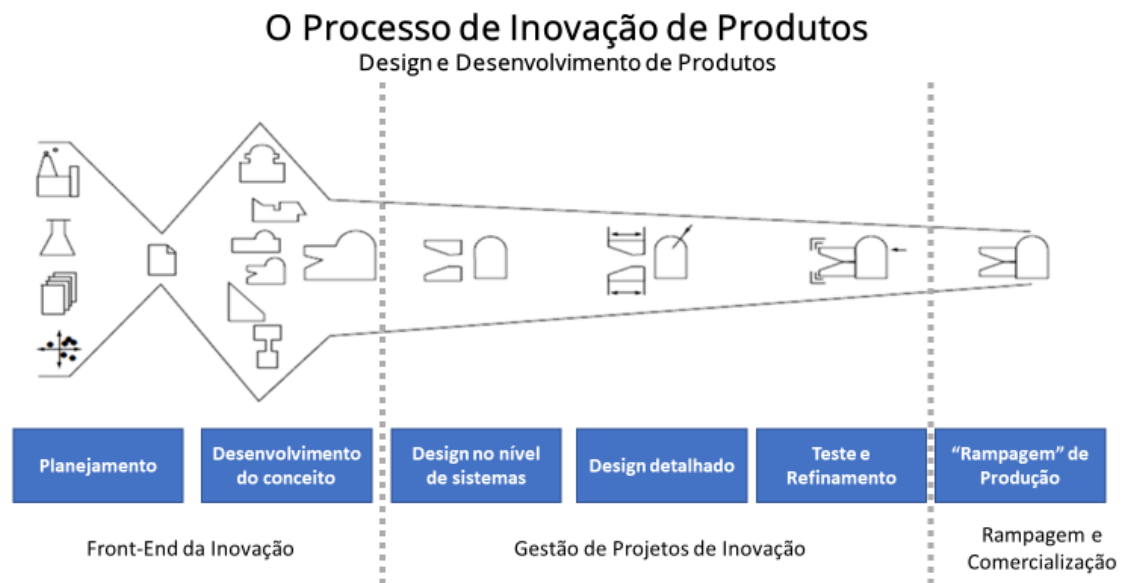 O Processo de Inovação de Produtos
Design e Desenvolvimento de Produtos
Planejamento
Desenvolvimento
do conceito
Design no nível
de sistemas
Design detalhado
Teste e
Refinamento
“Rampagem” de
Produção
Front-End da Inovação
Gestão de Projetos de Inovação
Rampagem e
Comercialização